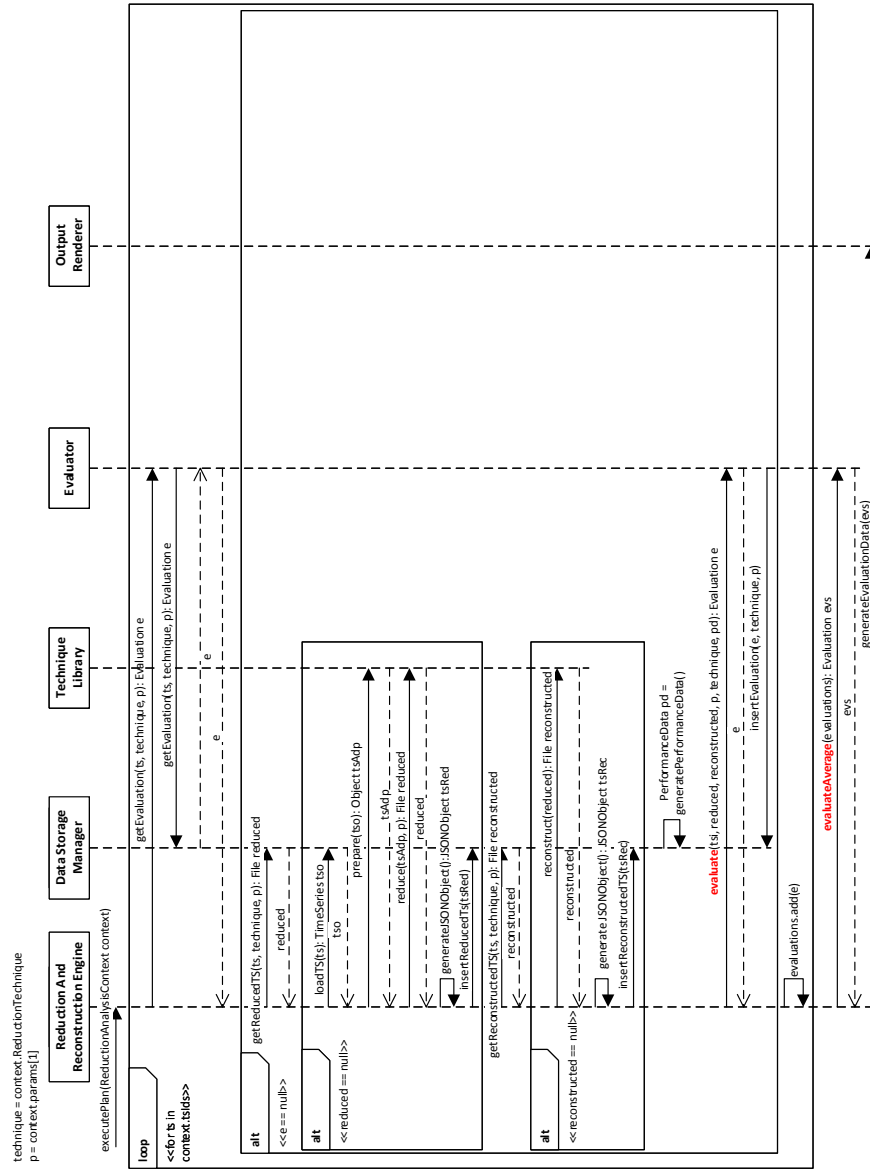 technique = context.ReductionTechnique
p = context.params[1]
Reduction And
Reconstruction Engine
Data Storage
Manager
Technique
Library
Evaluator
Output
Renderer
executePlan(ReductionAnalysisContext context)
loop
<<for ts in
context.tsIds>>
getEvaluation(ts, technique, p): Evaluation e
getEvaluation(ts, technique, p): Evaluation e
e
e
alt
<<e == null>>
getReducedTS(ts, technique, p): File reduced
reduced
alt
<<reduced == null>>
loadTS(ts): TimeSeries tso
tso
prepare(tso): Object tsAdp
tsAdp
reduce(tsAdp, p): File reduced
reduced
generateJSONObject():JSONObject tsRed
insertReducedTs(tsRed)
getReconstructedTS(ts, technique, p): File reconstructed
reconstructed
alt
<<reconstructed == null>>
reconstruct(reduced): File reconstructed
reconstructed
generateJSONObject() : JSONObject tsRec
insertReconstructedTS(tsRec)
PerformanceData pd =
generatePerformanceData()
evaluate(tsi, reduced, reconstructed, p, technique, pd): Evaluation e
e
insertEvaluation(e, technique, p)
evaluations.add(e)
evaluateAverage(evaluations): Evaluation evs
evs
generateEvaluationData(evs)